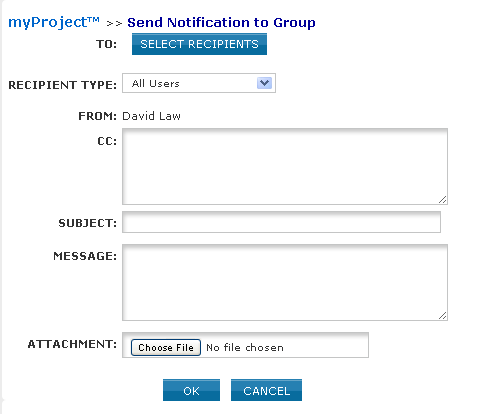 myProject™ >> Send Notification to Group
TO: SELECT RECIPIENTS
RECIPIENT TYPE: All Users
FROM: David Law
CC:
SUBJECT:
MESSAGE:
ATTACHMENT: Choose File No file chosen
OK CANCEL